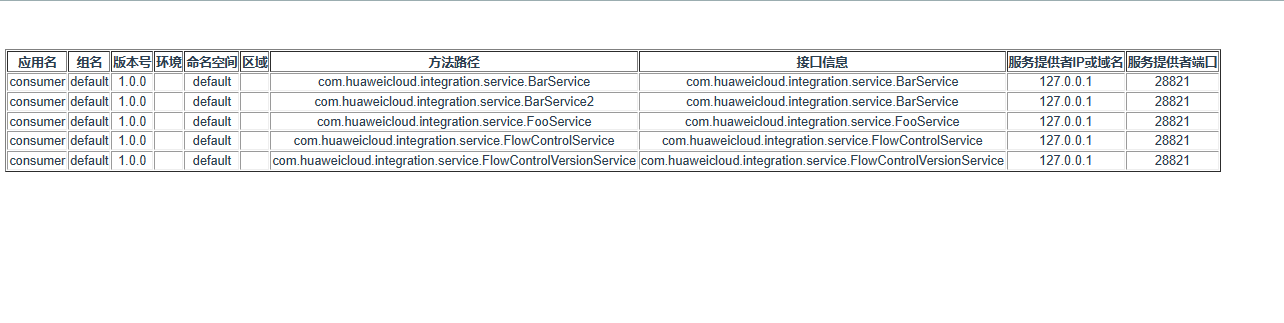 应用名 组名 版本号 环境 命名空间 区域 方法路径 接口信息 服务提供者IP或域名 服务提供者端口
consumer default 1.0.0 default com.huaweicloud.integration.service.BarService com.huaweicloud.integration.service.BarService 127.0.0.1 28821
consumer default 1.0.0 default com.huaweicloud.integration.service.BarService2 com.huaweicloud.integration.service.BarService 127.0.0.1 28821
consumer default 1.0.0 default com.huaweicloud.integration.service.FooService com.huaweicloud.integration.service.FooService 127.0.0.1 28821
consumer default 1.0.0 default com.huaweicloud.integration.service.FlowControlService com.huaweicloud.integration.service.FlowControlService 127.0.0.1 28821
consumer default 1.0.0 default com.huaweicloud.integration.service.FlowControlVersionService com.huaweicloud.integration.service.FlowControlVersionService 127.0.0.1 28821